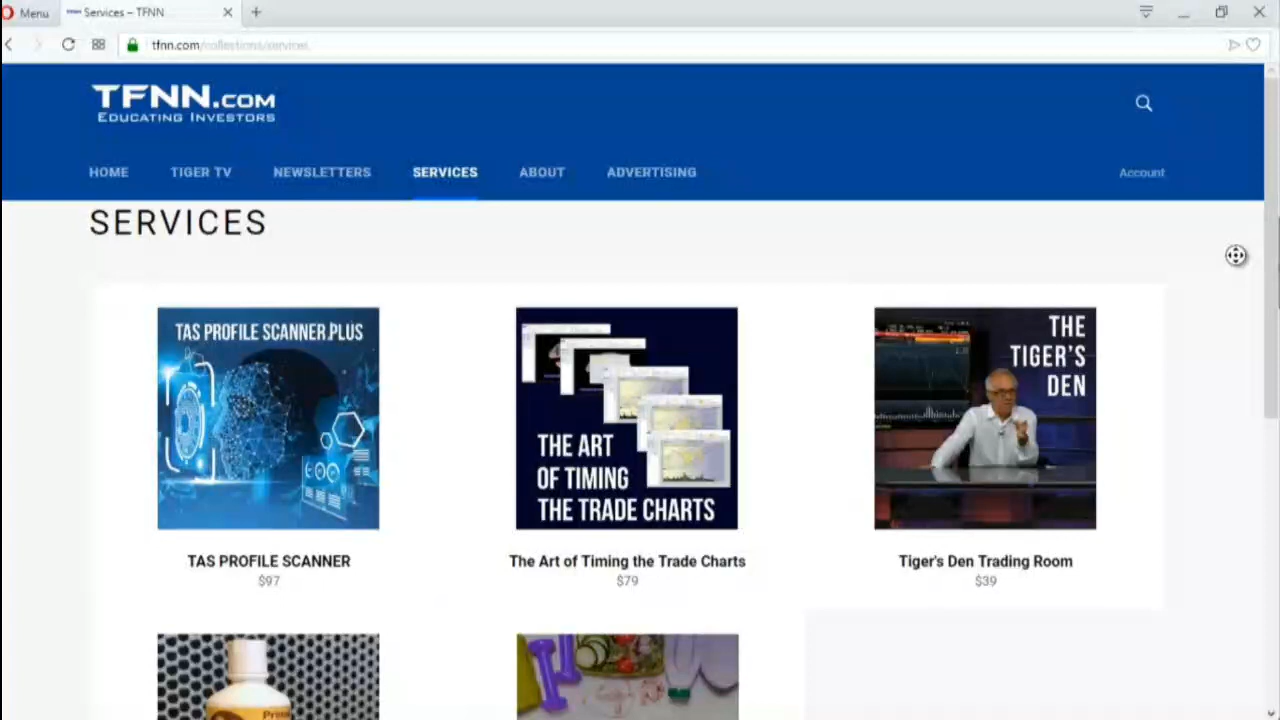 Menu
Services – TFNN
tfnn.com/collections/services
TFNN.COM
EDUCATING INVESTORS
HOME TIGER TV NEWSLETTERS SERVICES ABOUT ADVERTISING
Account
SERVICES
TAS PROFILE SCANNER PLUS
THE ART
OF TIMING
THE TRADE CHARTS
THE
TIGER'S
DEN
TAS PROFILE SCANNER
$97
The Art of Timing the Trade Charts
$79
Tiger's Den Trading Room
$39